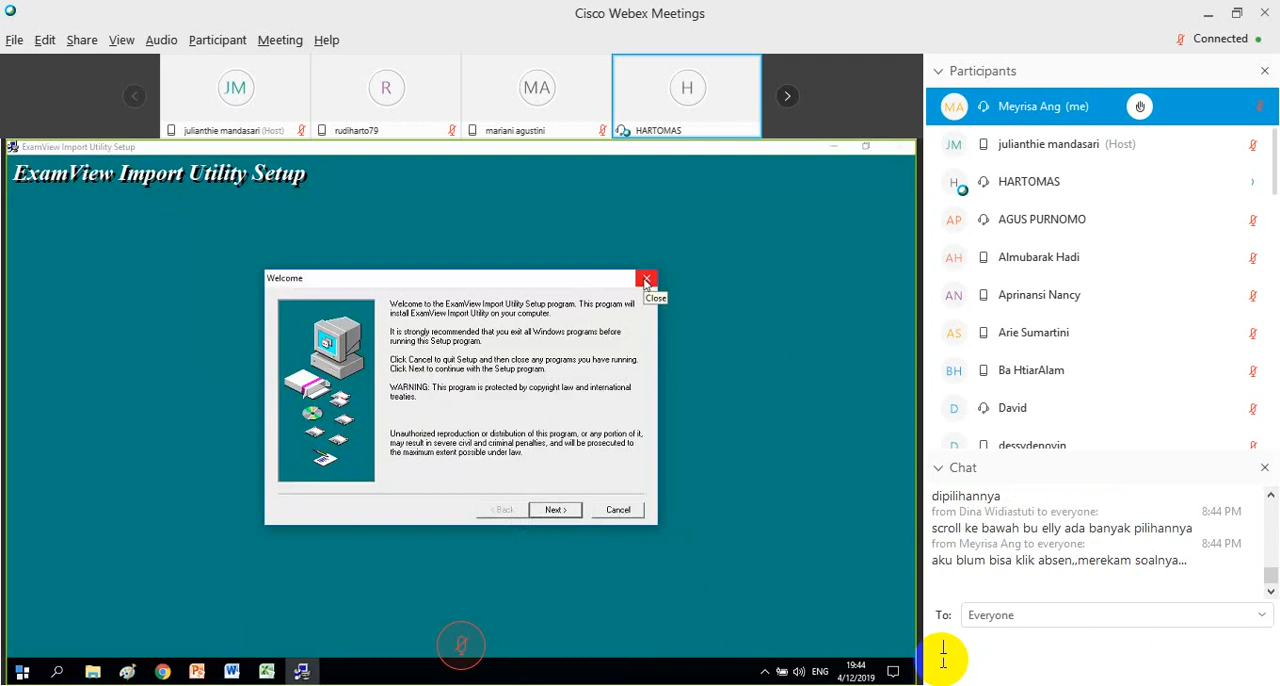 Cisco Webex Meetings
File Edit Share View Audio Participant Meeting Help
Connected
JM
R
MA
H
julianthie mandasari (Host)
rudiharto79
mariani agustini
HARTOMAS
ExamView Import Utility Setup
ExamView Import Utility Setup
Welcome
Close
Welcome to the ExamView Import Utility Setup program. This program will
install ExamView Import Utility on your computer.
It is strongly recommended that you exit all Windows programs before
running this Setup program.
Click Cancel to quit Setup and then close any programs you have running.
Click Next to continue with the Setup program.
WARNING: This program is protected by copyright law and international
treaties.
Unauthorized reproduction or distribution of this program, or any portion of it,
may result in severe civil and criminal penalties, and will be prosecuted to
the maximum extent possible under law.
< Back
Next >
Cancel
ENG
19:44
4/12/2019
Participants
MA Meyrisa Ang (me)
JM julianthie mandasari (Host)
H HARTOMAS
AP AGUS PURNOMO
AH Almubarak Hadi
AN Aprinansi Nancy
AS Arie Sumartini
BH Ba HtiarAlam
D David
D dessydenovin
Chat
dipilihannya
from Dina Widiastuti to everyone: 8:44 PM
scroll ke bawah bu elly ada banyak pilihannya
from Meyrisa Ang to everyone: 8:44 PM
aku blum bisa klik absen,,merekam soalnya...
To: Everyone